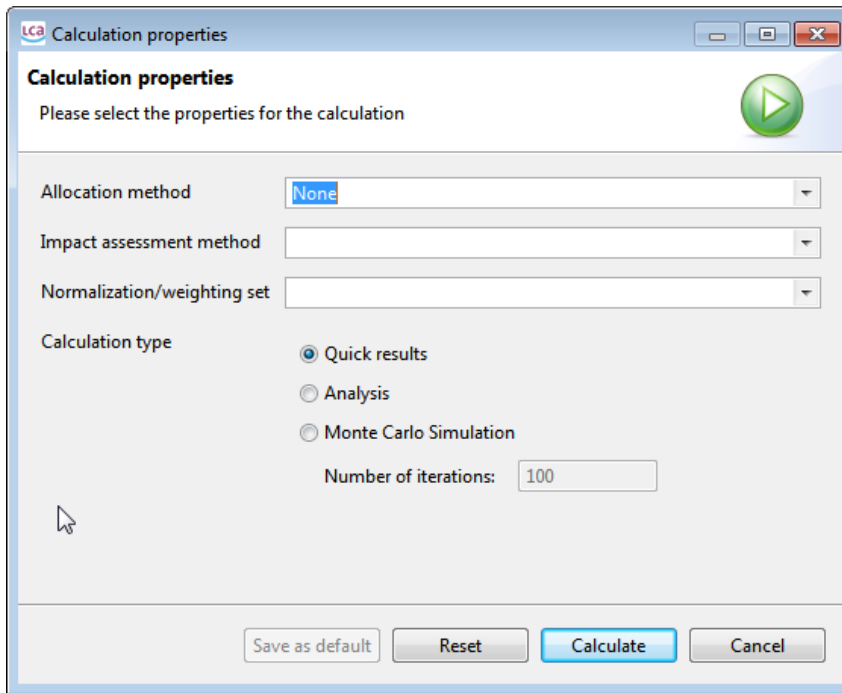 LCA Calculation properties
Calculation properties
Please select the properties for the calculation
Allocation method None
Impact assessment method
Normalization/weighting set
Calculation type
Quick results
Analysis
Monte Carlo Simulation
Number of iterations: 100
Save as default Reset Calculate Cancel